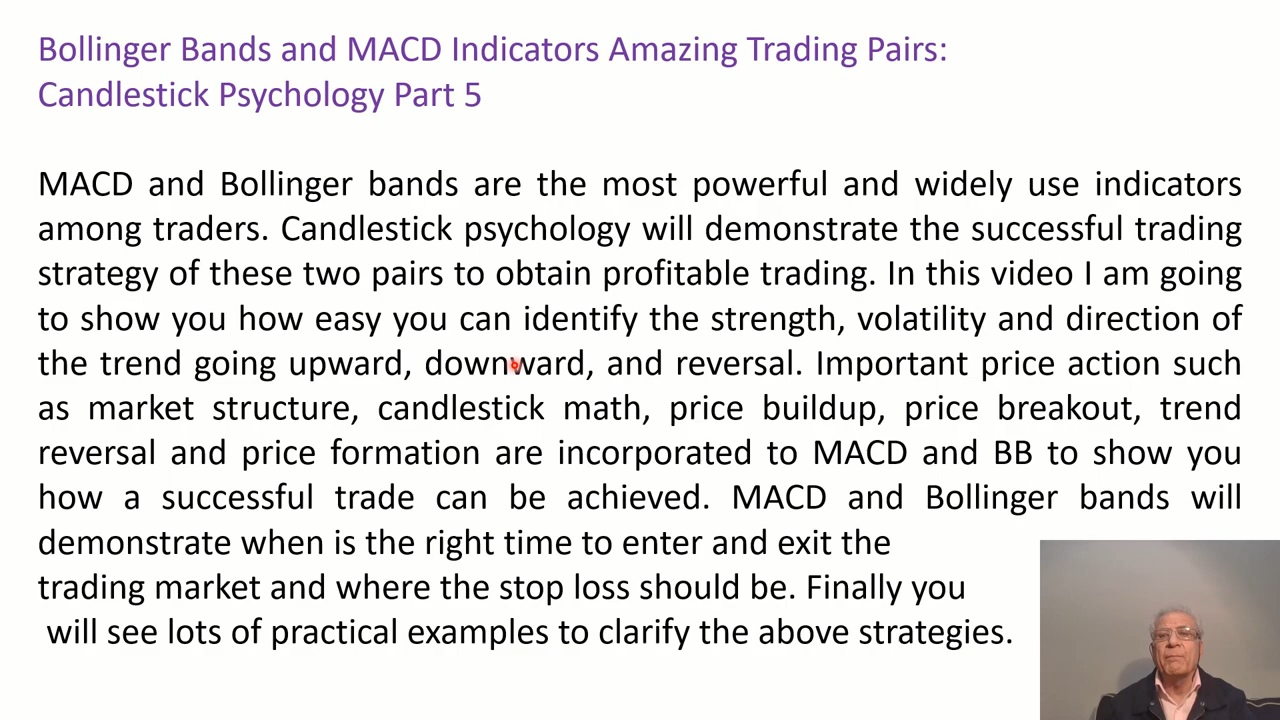 Bollinger Bands and MACD Indicators Amazing Trading Pairs:
Candlestick Psychology Part 5
MACD and Bollinger bands are the most powerful and widely use indicators
among traders. Candlestick psychology will demonstrate the successful trading
strategy of these two pairs to obtain profitable trading. In this video I am going
to show you how easy you can identify the strength, volatility and direction of
the trend going upward, downward, and reversal. Important price action such
as market structure, candlestick math, price buildup, price breakout, trend
reversal and price formation are incorporated to MACD and BB to show you
how a successful trade can be achieved. MACD and Bollinger bands will
demonstrate when is the right time to enter and exit the
trading market and where the stop loss should be. Finally you
will see lots of practical examples to clarify the above strategies.